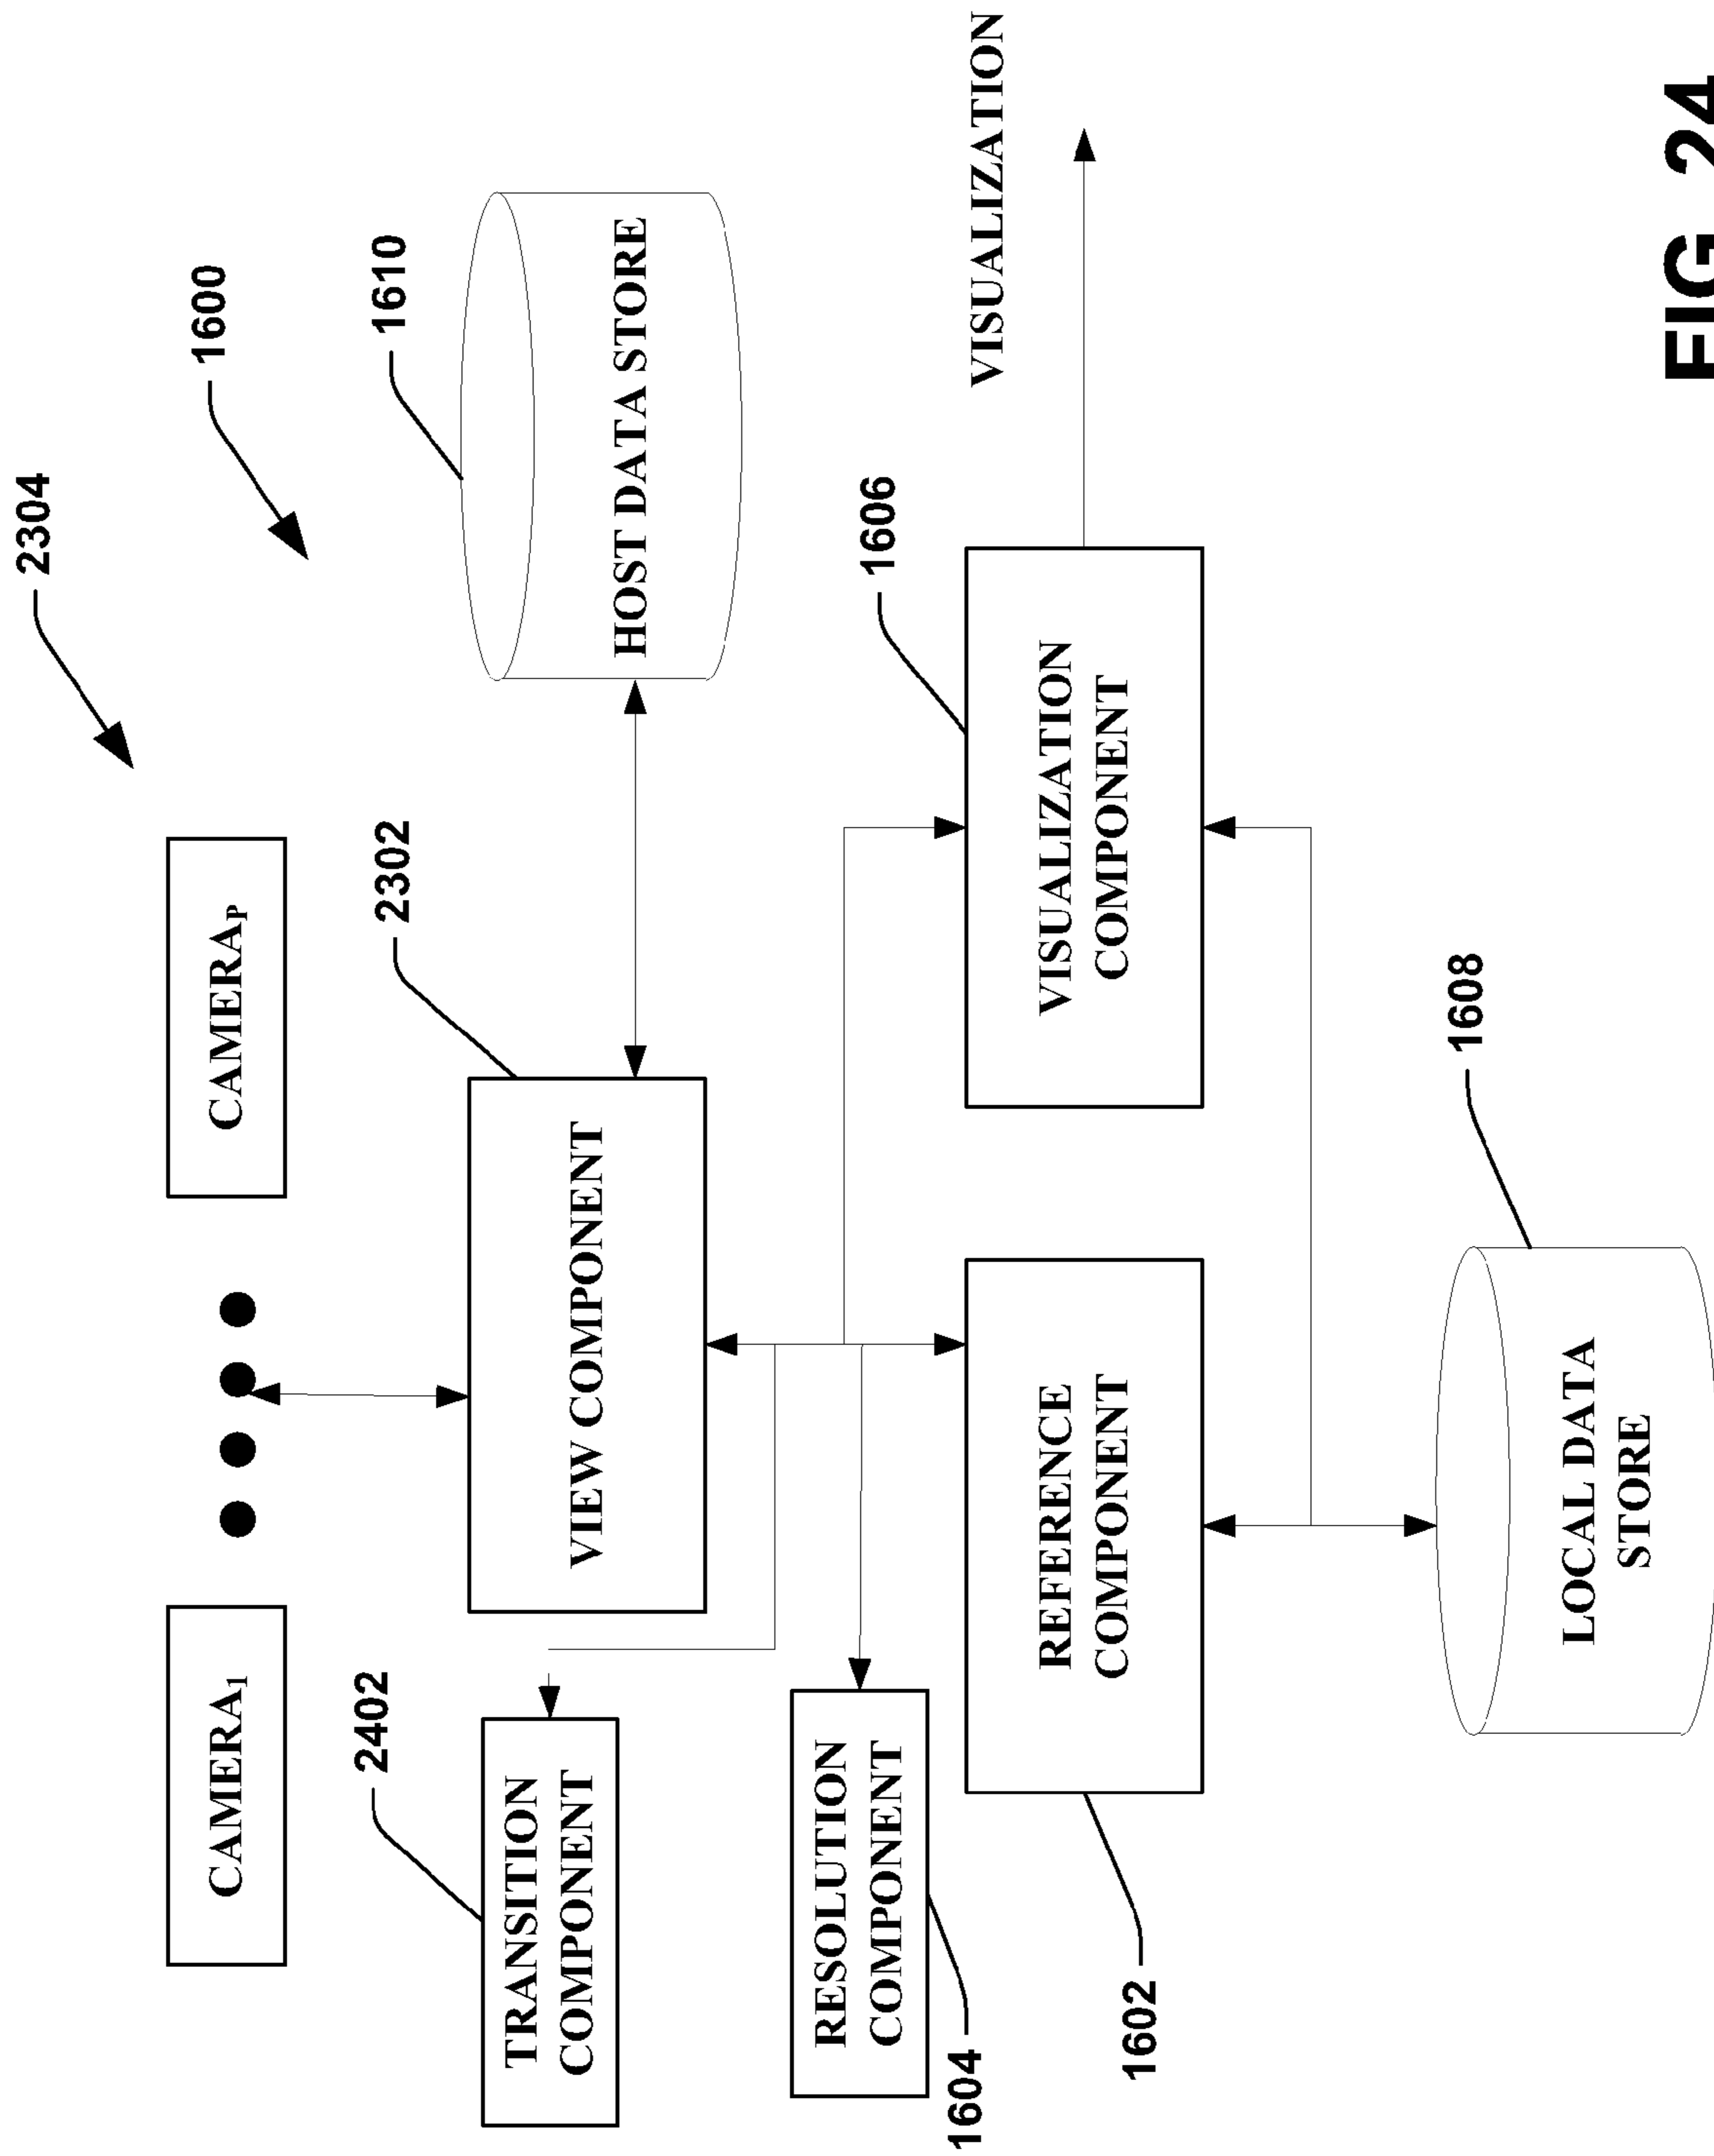 2304
1600
CAMERA1
CAMERAP
1610
2302
HOST DATA STORE
2402
VIEW COMPONENT
TRANSITION
COMPONENT
1606
VISUALIZATION
RESOLUTION
COMPONENT
1604
REFERENCE
COMPONENT
VISUALIZATION
COMPONENT
1602
1608
LOCAL DATA
STORE
FIG. 24